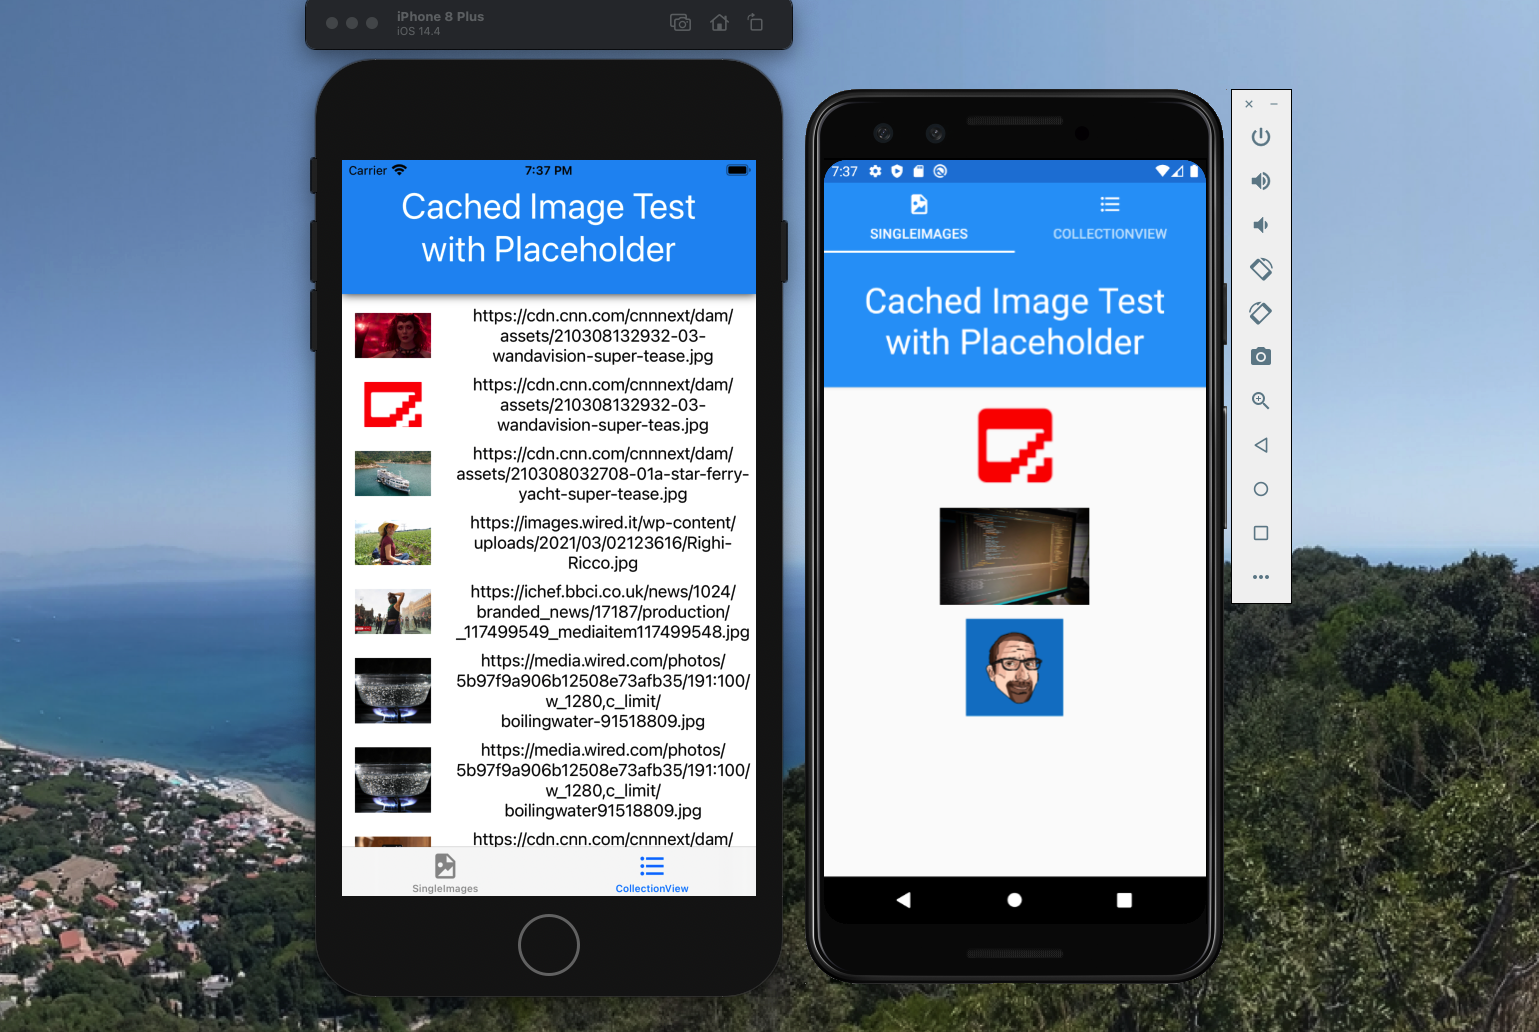 iPhone 8 Plus
iOS 14.4
Carrier
7:37 PM
Cached Image Test
with Placeholder
https://cdn.cnn.com/cnnnext/dam/
assets/210308132932-03-
wandavision-super-tease.jpg
https://cdn.cnn.com/cnnnext/dam/
assets/210308132932-03-
wandavision-super-teas.jpg
https://cdn.cnn.com/cnnnext/dam/
assets/210308032708-01a-star-ferry-
yacht-super-tease.jpg
https://images.wired.it/wp-content/
uploads/2021/03/02123616/Righi-
Ricco.jpg
https://ichef.bbci.co.uk/news/1024/
branded_news/17187/production/
_117499549_mediaitem117499548.jpg
https://media.wired.com/photos/
5b97f9a906b12508e73afb35/191:100/
w_1280,c_limit/
boilingwater-91518809.jpg
https://media.wired.com/photos/
5b97f9a906b12508e73afb35/191:100/
w_1280,c_limit/
boilingwater91518809.jpg
https://cdn.cnn.com/cnnnext/dam/
SingleImages
CollectionView
7:37
SINGLEIMAGES
COLLECTIONVIEW
Cached Image Test
with Placeholder